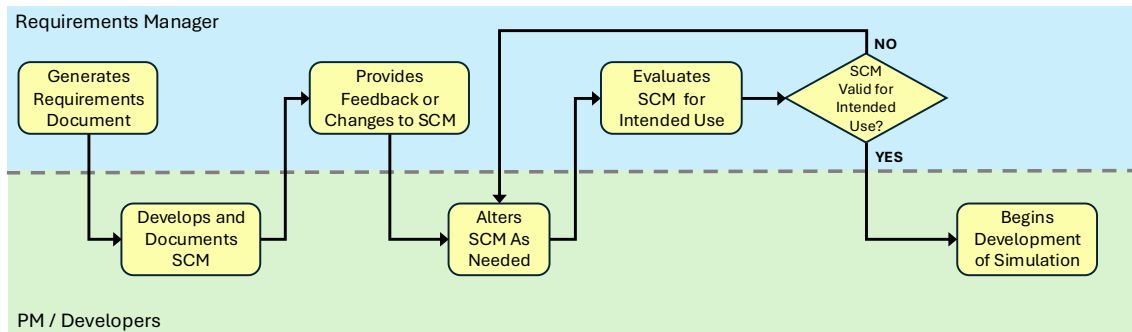 Requirements Manager
Generates
Requirements
Document
Provides
Feedback or
Changes to SCM
Evaluates
SCM for
Intended Use
SCM
Valid for
Intended
Use?
NO
YES
Develops and
Documents
SCM
Alters
SCM As
Needed
Begins
Development
of Simulation
PM / Developers